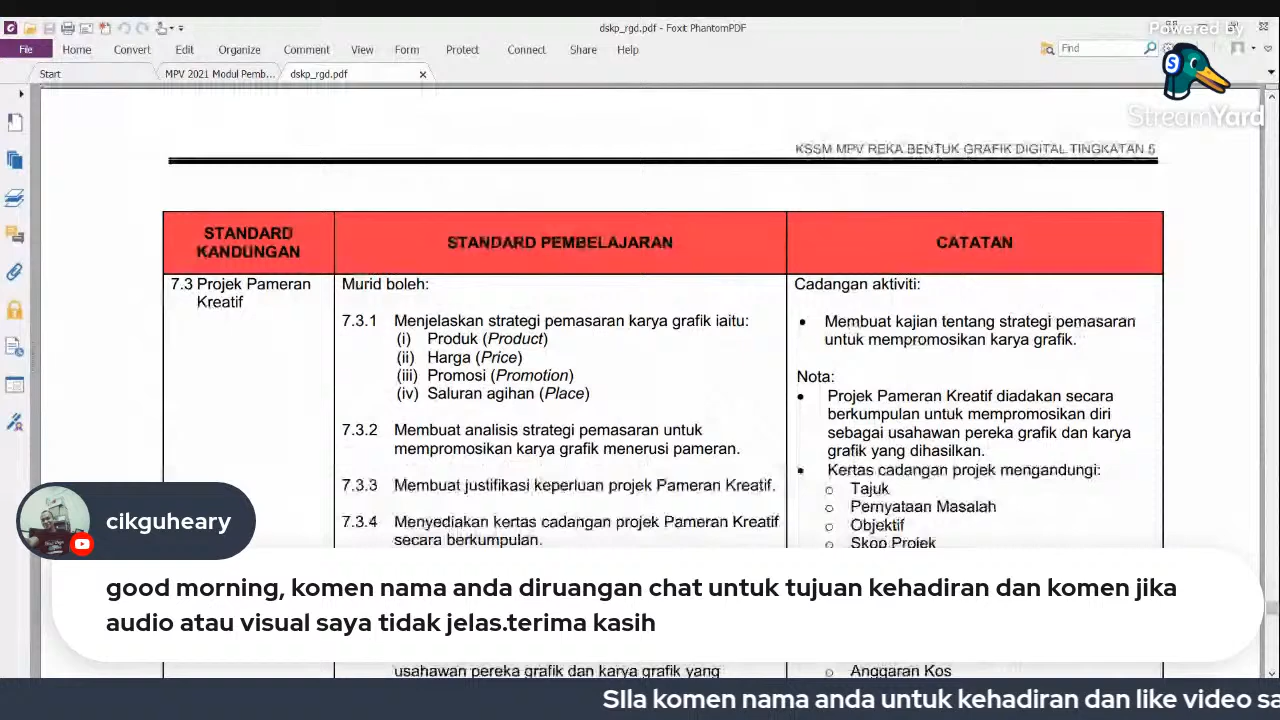 dskp_rgd.pdf - Foxit PhantomPDF
Powered by
File Home Convert Edit Organize Comment View Form Protect Connect Share Help
Find
Start MPV 2021 Modul Pemb... dskp_rgd.pdf
StreamYard
KSSM MPV REKA BENTUK GRAFIK DIGITAL TINGKATAN 5
STANDARD
KANDUNGAN
STANDARD PEMBELAJARAN
CATATAN
7.3 Projek Pameran
Kreatif
Murid boleh:
7.3.1 Menjelaskan strategi pemasaran karya grafik iaitu:
(i) Produk (Product)
(ii) Harga (Price)
(iii) Promosi (Promotion)
(iv) Saluran agihan (Place)
7.3.2 Membuat analisis strategi pemasaran untuk
mempromosikan karya grafik menerusi pameran.
7.3.3 Membuat justifikasi keperluan projek Pameran Kreatif.
7.3.4 Menyediakan kertas cadangan projek Pameran Kreatif
secara berkumpulan.
usahawan pereka grafik dan karya grafik yang
Cadangan aktiviti:
• Membuat kajian tentang strategi pemasaran
untuk mempromosikan karya grafik.
Nota:
• Projek Pameran Kreatif diadakan secara
berkumpulan untuk mempromosikan diri
sebagai usahawan pereka grafik dan karya
grafik yang dihasilkan.
• Kertas cadangan projek mengandungi:
o Tajuk
o Pernyataan Masalah
o Objektif
o Skop Projek
o Anggaran Kos
cikguheary
good morning, komen nama anda diruangan chat untuk tujuan kehadiran dan komen jika
audio atau visual saya tidak jelas.terima kasih
SIla komen nama anda untuk kehadiran dan like video sa